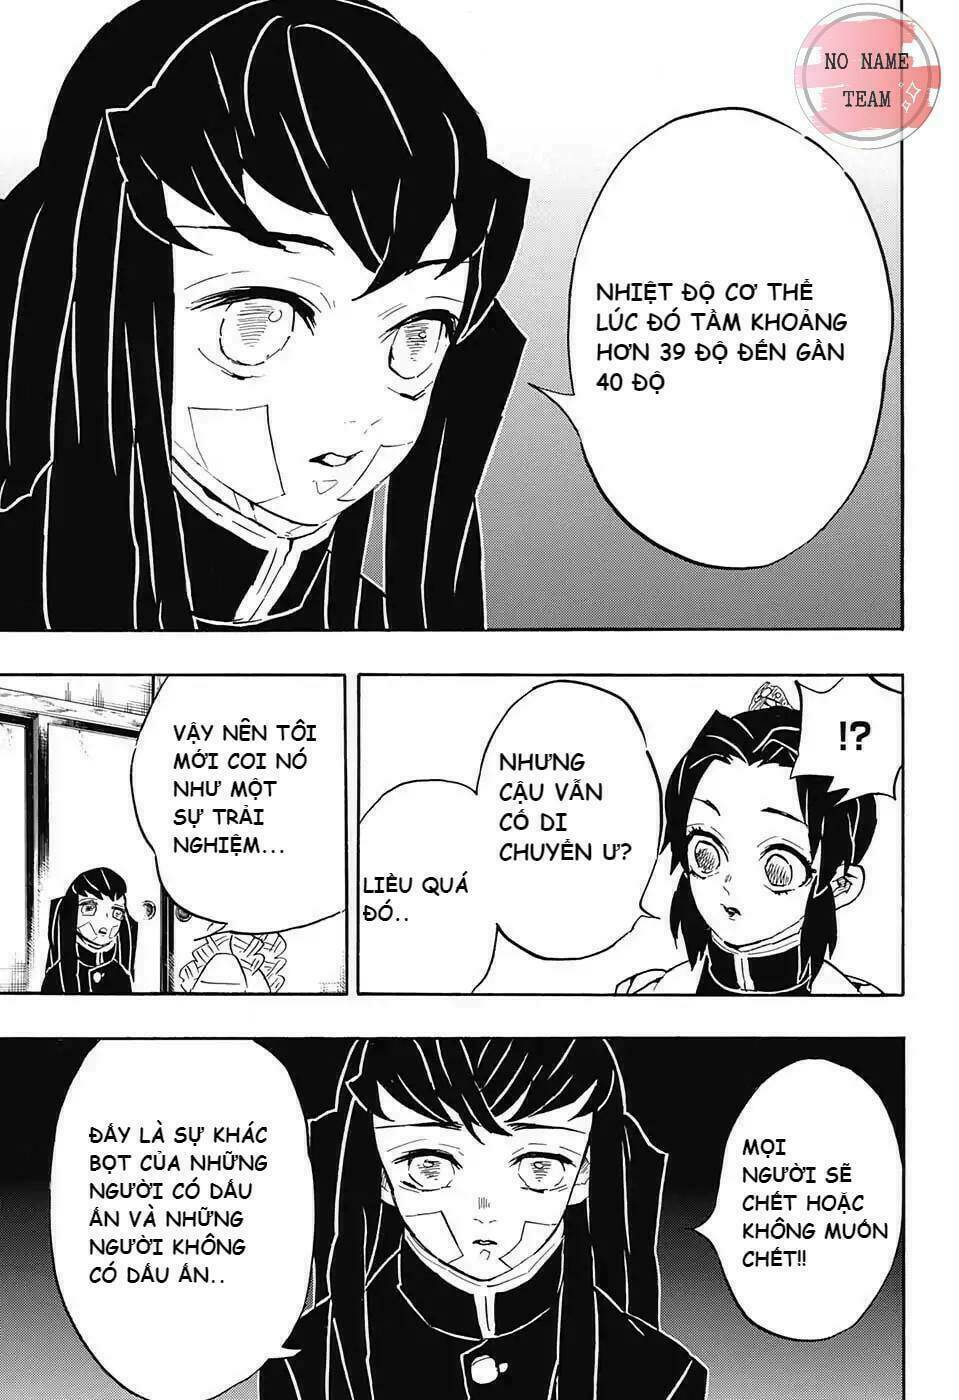 NO NAME
TEAM
NHIỆT ĐỘ CƠ THỂ
LÚC ĐÓ TẦM KHOẢNG
HƠN 39 ĐỘ ĐẾN GẦN
40 ĐỘ
!?
NHƯNG
CẬU VẪN
CỐ DI
CHUYỂN Ư?
LIỀU QUÁ
ĐÓ..
VẬY NÊN TÔI
MỚI COI NÓ
NHƯ MỘT
SỰ TRẢI
NGHIỆM...
MỌI
NGƯỜI SẼ
CHẾT HOẶC
KHÔNG MUỐN
CHẾT!!
ĐẤY LÀ SỰ KHÁC
BỌT CỦA NHỮNG
NGƯỜI CÓ DẤU
ẤN VÀ NHỮNG
NGƯỜI KHÔNG
CÓ DẤU ẤN..